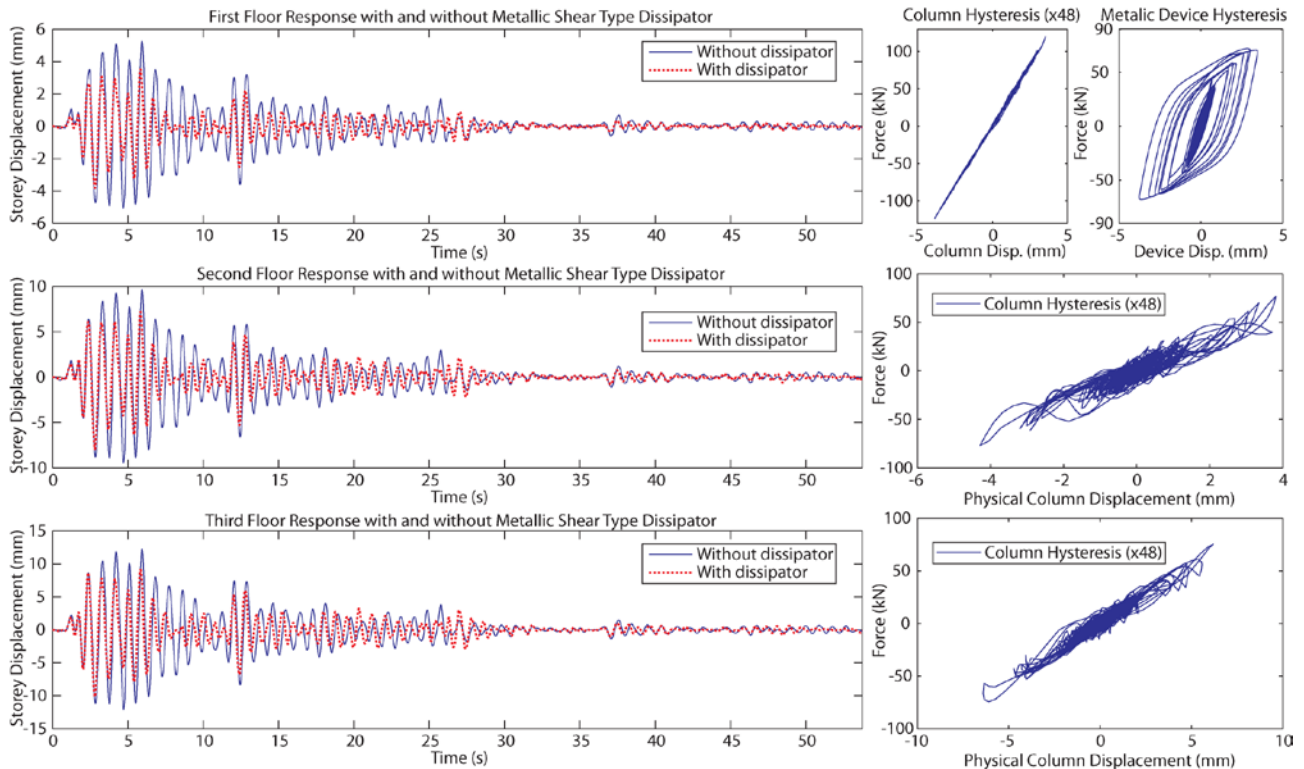 First Floor Response with and without Metallic Shear Type Dissipator
Storey Displacement (mm)
6
4
2
0
-2
-4
-6
Without dissipator
With dissipator
0 5 10 15 20 25 30 35 40 45 50
Time (s)
Column Hysteresis (x48)
Force (kN)
100
50
0
-50
-100
-5 0 5
Column Disp. (mm)
Metalic Device Hysteresis
Force (kN)
90
50
0
-50
-90
-5 0 5
Device Disp. (mm)
Second Floor Response with and without Metallic Shear Type Dissipator
Storey Displacement (mm)
10
5
0
-5
-10
Without dissipator
With dissipator
0 5 10 15 20 25 30 35 40 45 50
Time (s)
Force (kN)
100
50
0
-50
-100
Column Hysteresis (x48)
-6 -4 -2 0 2 4
Physical Column Displacement (mm)
Third Floor Response with and without Metallic Shear Type Dissipator
Storey Displacement (mm)
15
10
5
0
-5
-10
15
Without dissipator
With dissipator
0 5 10 15 20 25 30 35 40 45 50
Time (s)
Force (kN)
100
50
0
-50
-100
Column Hysteresis (x48)
-10 -5 0 5 10
Physical Column Displacement (mm)